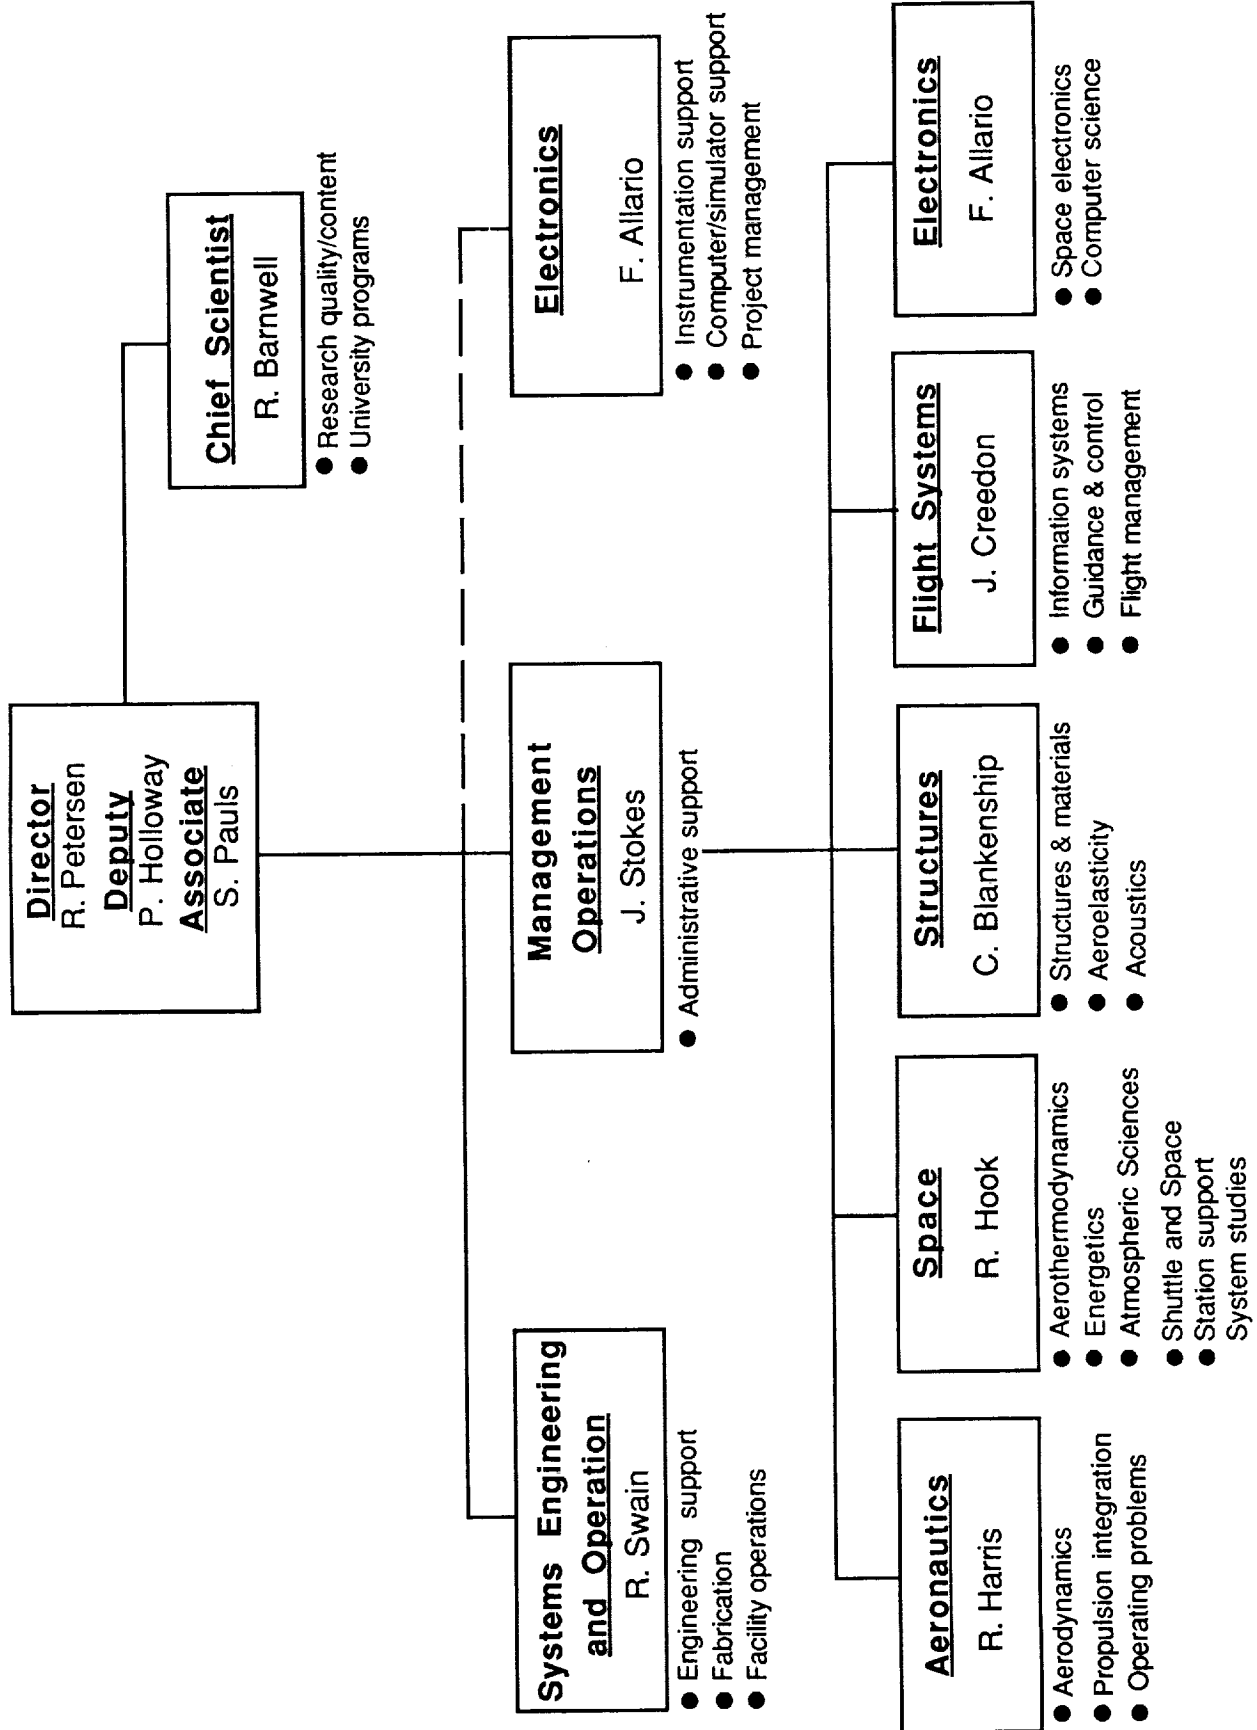 Director
R. Petersen
Deputy
P. Holloway
Associate
S. Pauls
Chief Scientist
R. Barnwell
● Research quality/content
● University programs
Systems Engineering
and Operation
R. Swain
● Engineering support
● Fabrication
● Facility operations
Management
Operations
J. Stokes
● Administrative support
Electronics
F. Allario
● Instrumentation support
● Computer/simulator support
● Project management
Aeronautics
R. Harris
● Aerodynamics
● Propulsion integration
● Operating problems
Space
R. Hook
● Aerothermodynamics
● Energetics
● Atmospheric Sciences
● Shuttle and Space
● Station support
System studies
Structures
C. Blankenship
● Structures & materials
● Aeroelasticity
● Acoustics
Flight Systems
J. Creedon
● Information systems
● Guidance & control
● Flight management
Electronics
F. Allario
● Space electronics
● Computer science